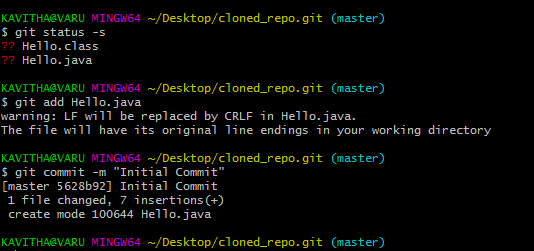 KAVITHA@VARU MINGW64 ~/Desktop/cloned_repo.git (master)
$ git status -s
?? Hello.class
?? Hello.java
KAVITHA@VARU MINGW64 ~/Desktop/cloned_repo.git (master)
$ git add Hello.java
warning: LF will be replaced by CRLF in Hello.java.
The file will have its original line endings in your working directory
KAVITHA@VARU MINGW64 ~/Desktop/cloned_repo.git (master)
$ git commit -m "Initial Commit"
[master 5628b92] Initial Commit
 1 file changed, 7 insertions(+)
 create mode 100644 Hello.java
KAVITHA@VARU MINGW64 ~/Desktop/cloned_repo.git (master)